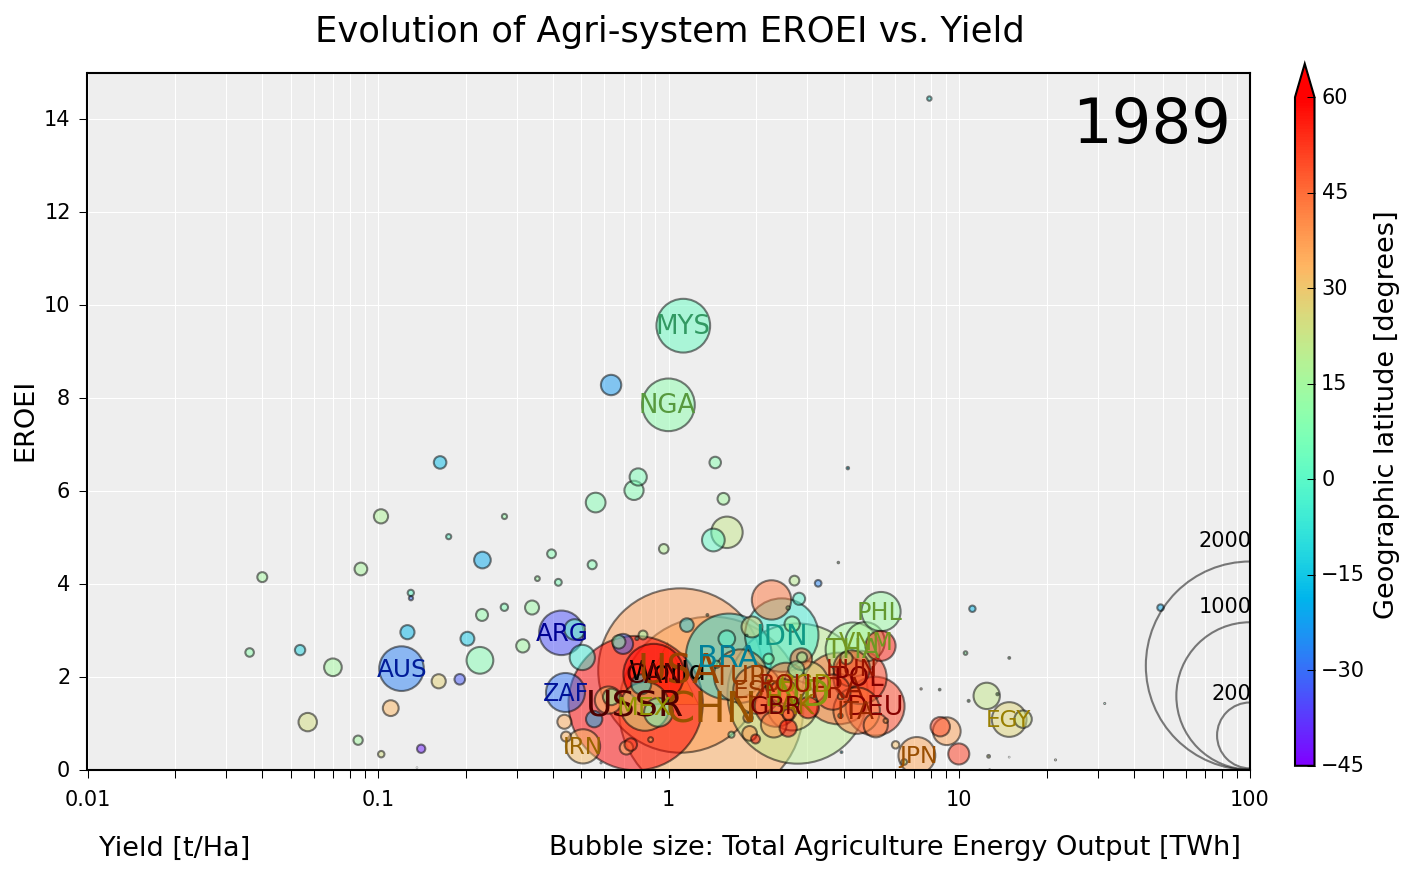 Evolution of Agri-system EROEI vs. Yield
1989
14
12
10
8
6
4
2
0
EROEI
0.01
0.1
1
10
100
Yield [t/Ha]
Bubble size: Total Agriculture Energy Output [TWh]
60
45
30
15
0
−15
−30
−45
Geographic latitude [degrees]
2000
1000
200
MYS
NGA
PHL
ARG
IDN
VNM
AUS
BRA
World
CAN
TUR
POL
ZAF
USSR
CHN
GBR
DEU
EGY
IRN
JPN